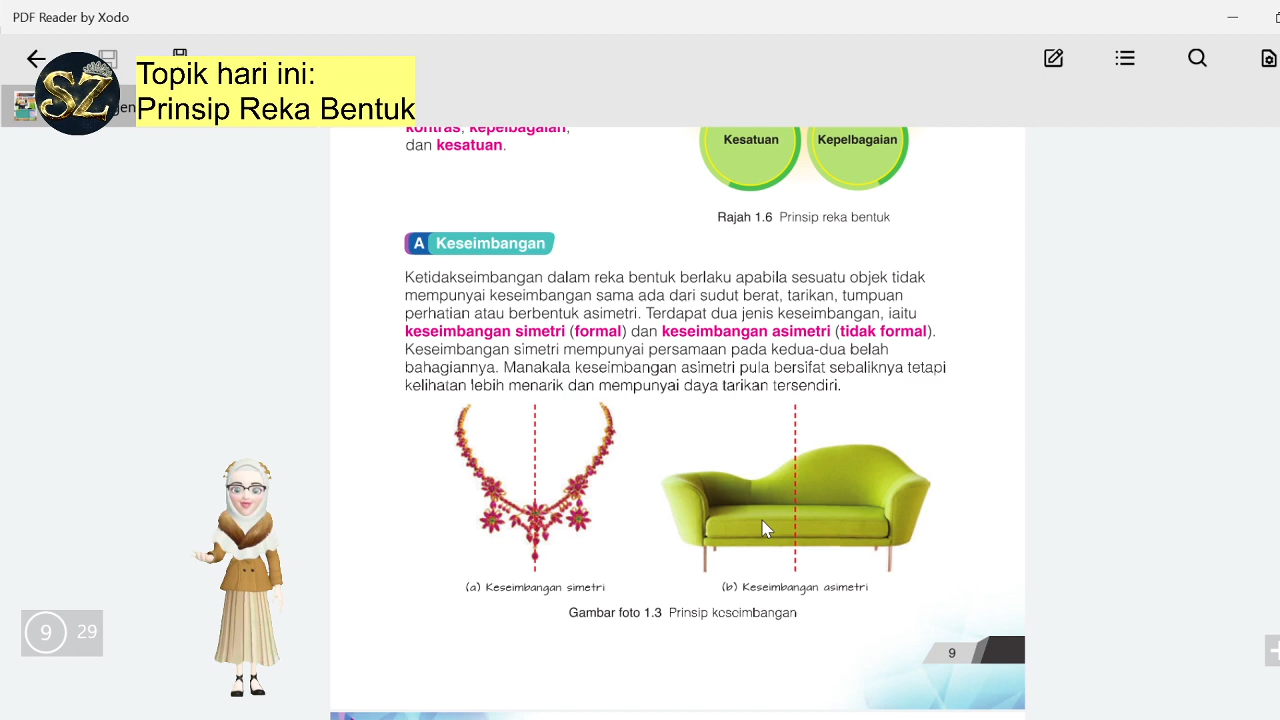 PDF Reader by Xodo
SZ
Topik hari ini:
Prinsip Reka Bentuk
kontras, kepelbagaian,
dan kesatuan.
Kesatuan
Kepelbagaian
Rajah 1.6 Prinsip reka bentuk
A Keseimbangan
Ketidakseimbangan dalam reka bentuk berlaku apabila sesuatu objek tidak
mempunyai keseimbangan sama ada dari sudut berat, tarikan, tumpuan
perhatian atau berbentuk asimetri. Terdapat dua jenis keseimbangan, iaitu
keseimbangan simetri (formal) dan keseimbangan asimetri (tidak formal).
Keseimbangan simetri mempunyai persamaan pada kedua-dua belah
bahagiannya. Manakala keseimbangan asimetri pula bersifat sebaliknya tetapi
kelihatan lebih menarik dan mempunyai daya tarikan tersendiri.
(a) Keseimbangan simetri
(b) Keseimbangan asimetri
Gambar foto 1.3 Prinsip keseimbangan
9
9 29